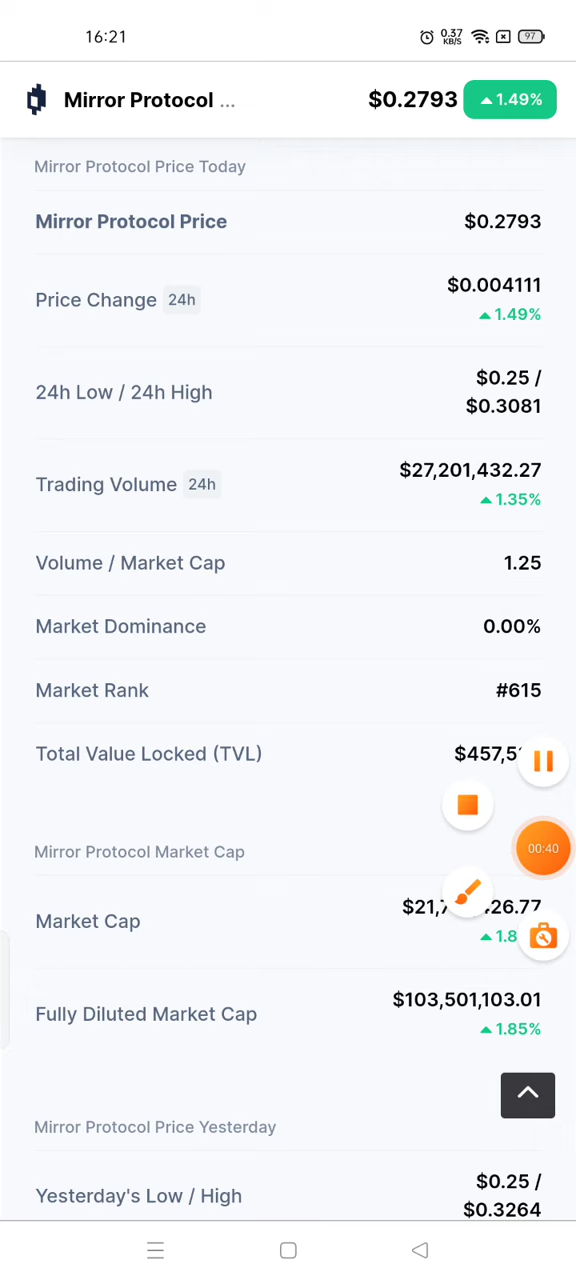 16:21
0.37
KB/S
97
Mirror Protocol ...
$0.2793
1.49%
Mirror Protocol Price Today
Mirror Protocol Price
$0.2793
Price Change 24h
$0.004111
1.49%
24h Low / 24h High
$0.25 /
$0.3081
Trading Volume 24h
$27,201,432.27
1.35%
Volume / Market Cap
1.25
Market Dominance
0.00%
Market Rank
#615
Total Value Locked (TVL)
00:40
Mirror Protocol Market Cap
Market Cap
Fully Diluted Market Cap
$103,501,103.01
1.85%
Mirror Protocol Price Yesterday
Yesterday's Low / High
$0.25 /
$0.3264